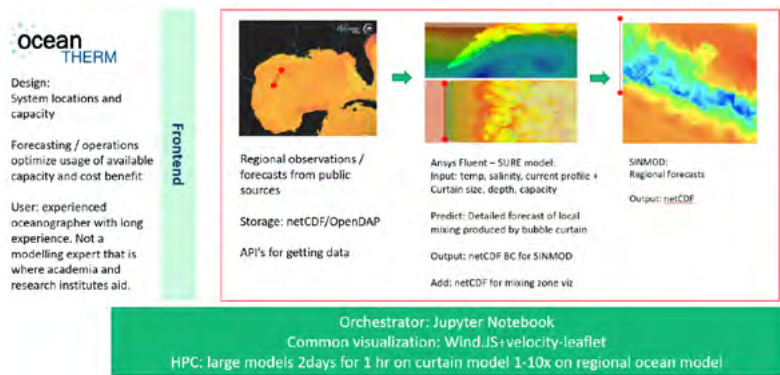 ocean
THERM
Design:
System locations and
capacity
Forecasting / operations
optimize usage of available
capacity and cost benefit
User: experienced
oceanographer with long
experience. Not a
modelling expert that is
where academia and
research institutes aid.
Frontend
Regional observations /
forecasts from public
sources
Storage: netCDF/OpenDAP
API's for getting data
Ansys Fluent – SURE model:
Input: temp, salinity, current profile +
Curtain size, depth, capacity
Predict: Detailed forecast of local
mixing produced by bubble curtain
Output: netCDF BC for SINMOD
Add: netCDF for mixing zone viz
SINMOD:
Regional forecasts
Output: netCDF
Orchestrator: Jupyter Notebook
Common visualization: Wind.JS+velocity-leaflet
HPC: large models 2days for 1 hr on curtain model 1-10x on regional ocean model